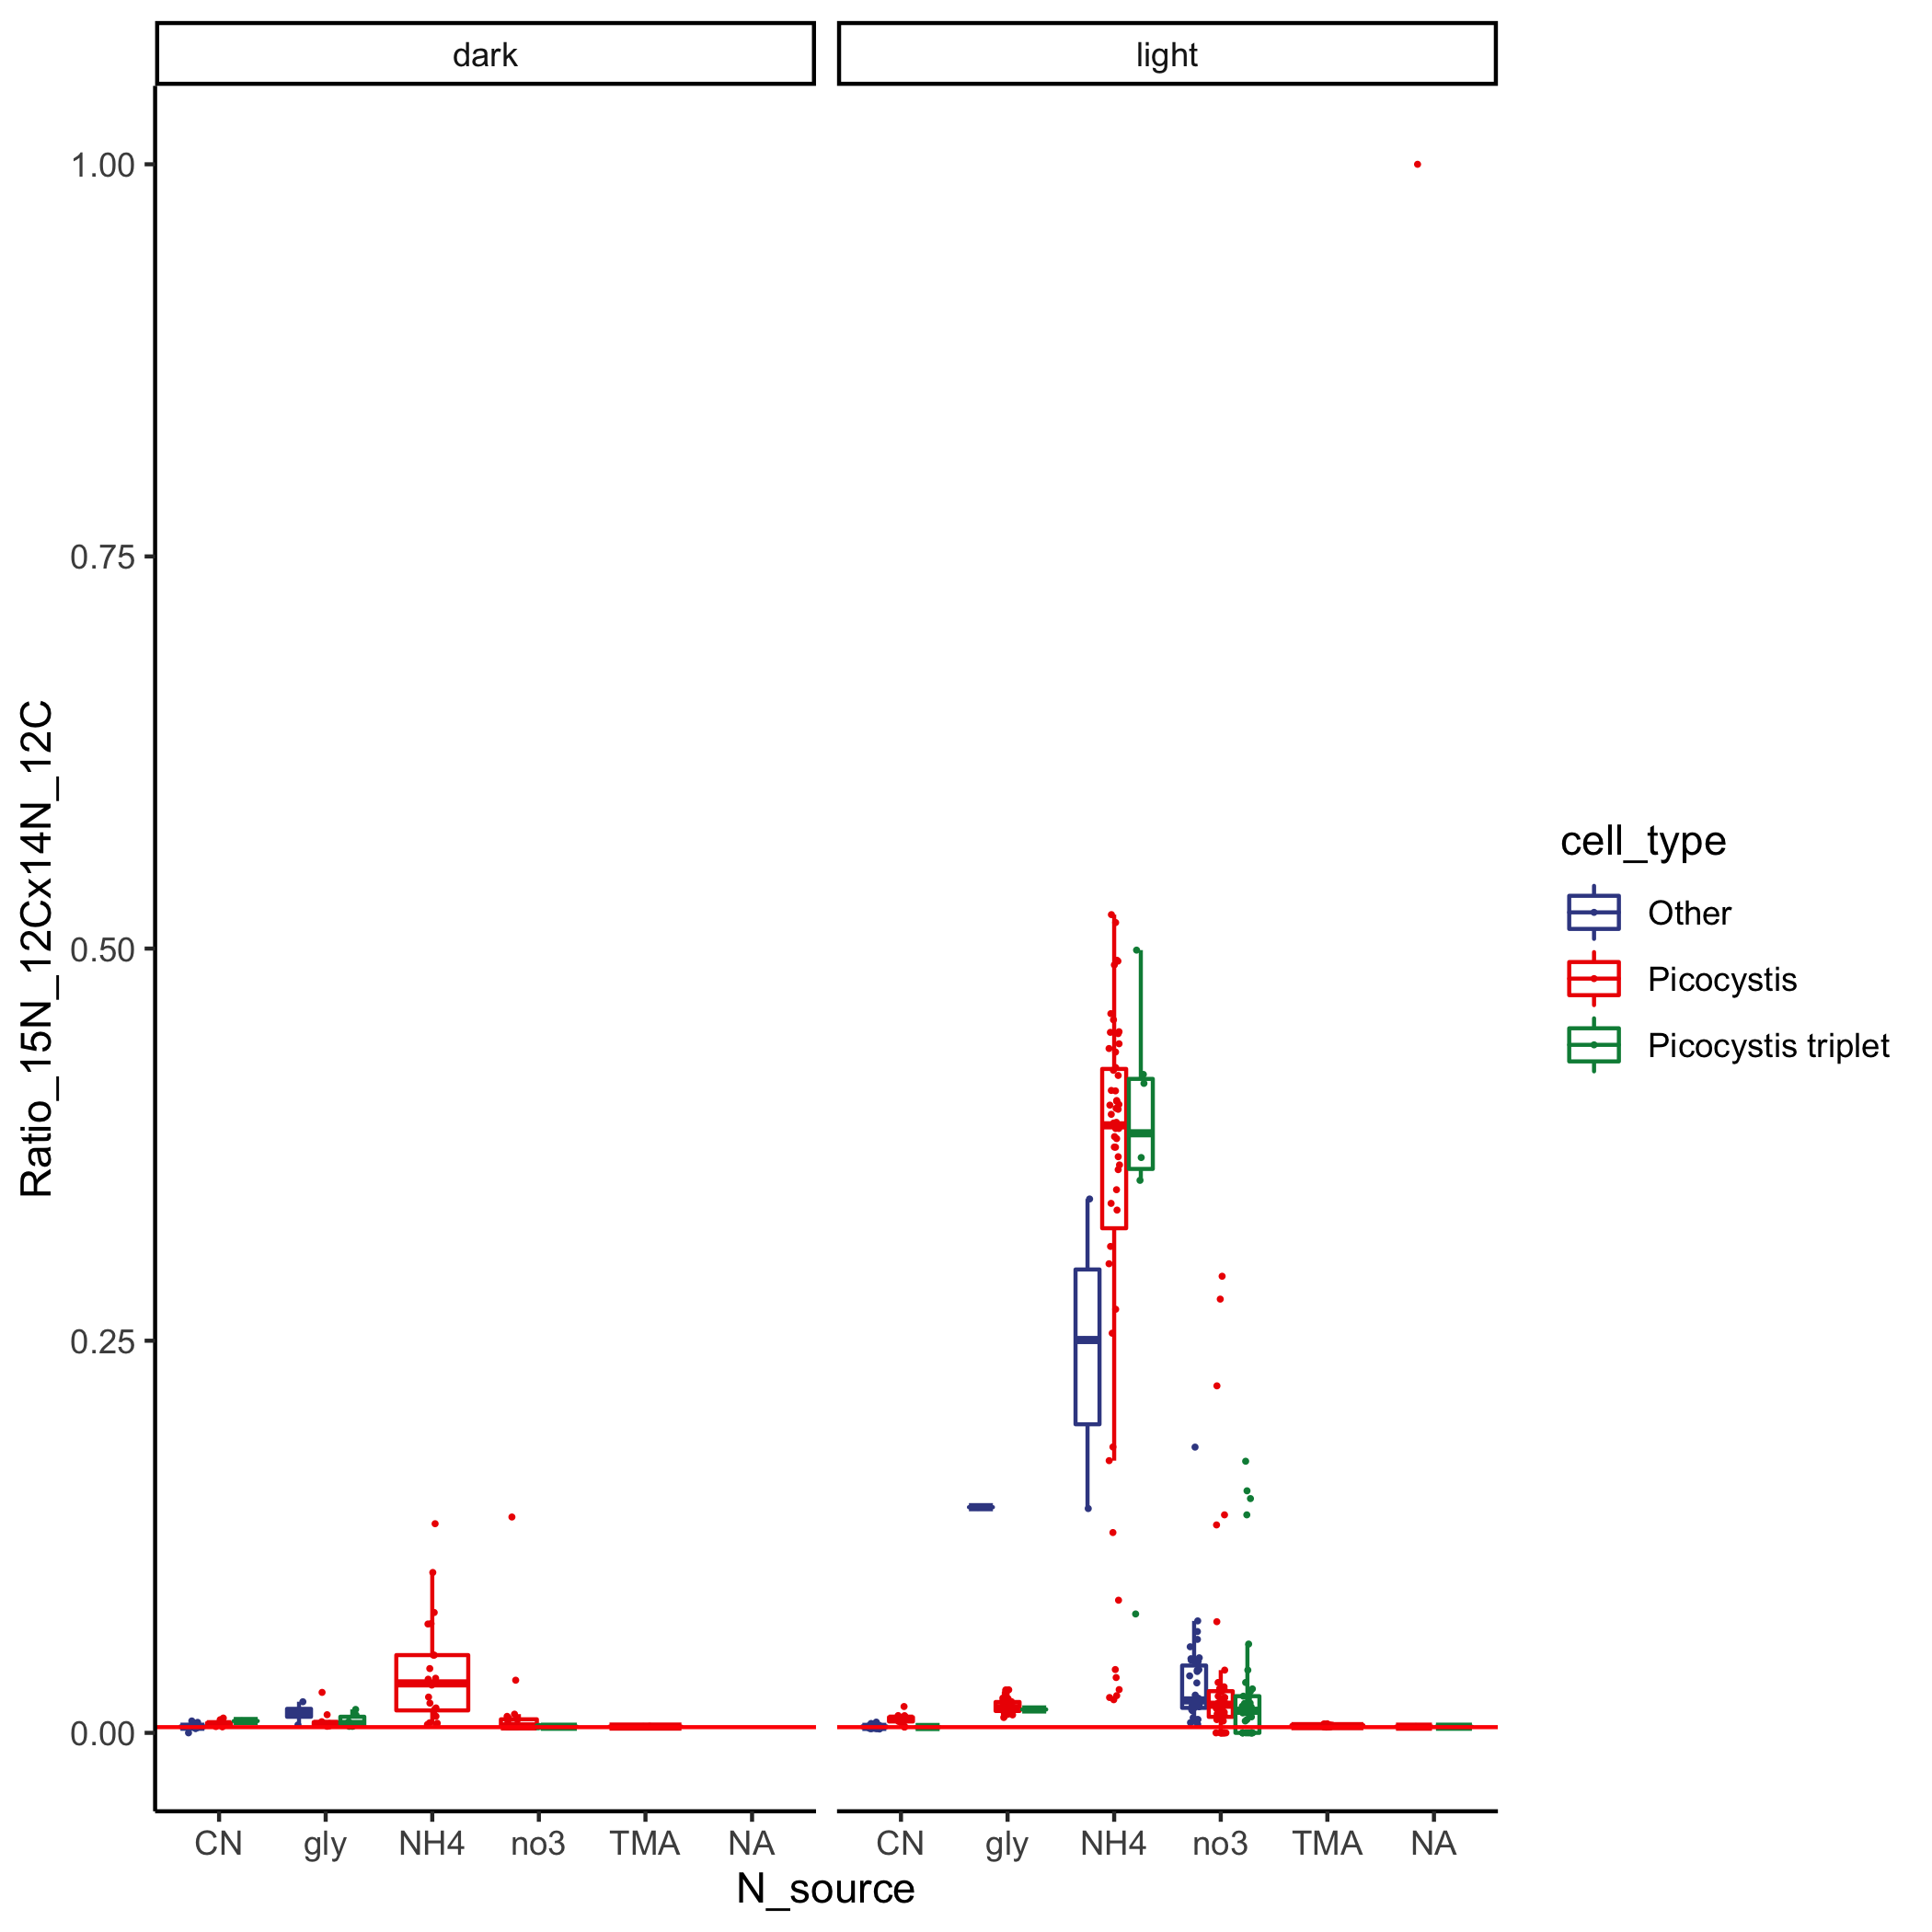 dark
light
1.00
0.75
0.50
0.25
0.00
Ratio_15N_12Cx14N_12C
CN gly NH4 no3 TMA NA
CN gly NH4 no3 TMA NA
N_source
cell_type
Other
Picocystis
Picocystis triplet